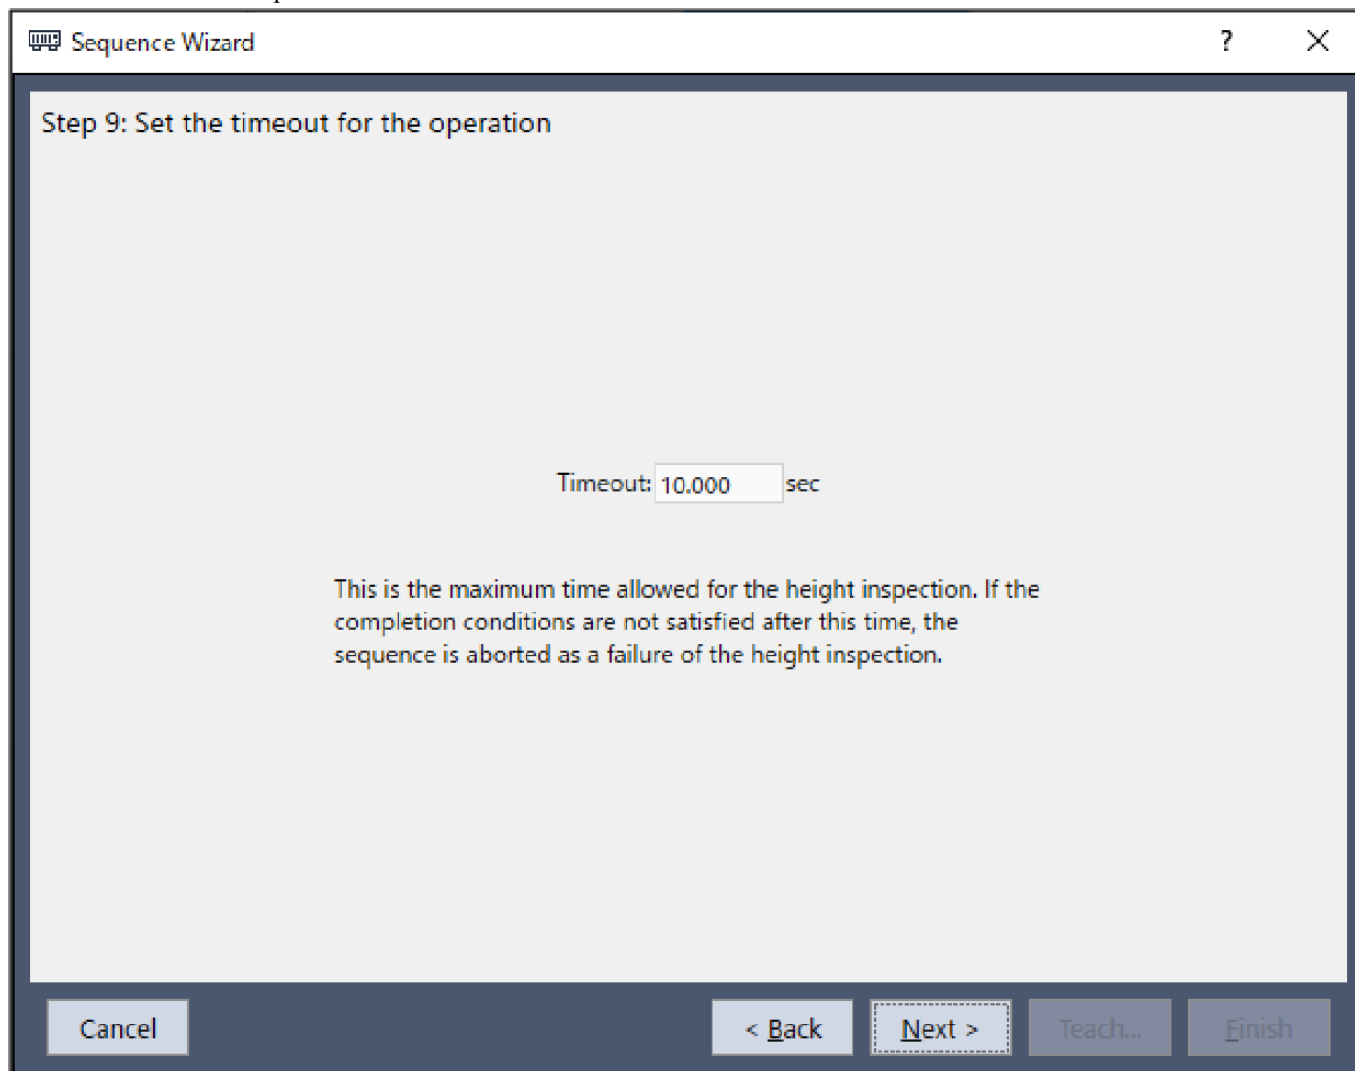 Sequence Wizard
?
Step 9: Set the timeout for the operation
Timeout: 10.000 sec
This is the maximum time allowed for the height inspection. If the
completion conditions are not satisfied after this time, the
sequence is aborted as a failure of the height inspection.
Cancel
< Back
Next >
Teach...
Finish